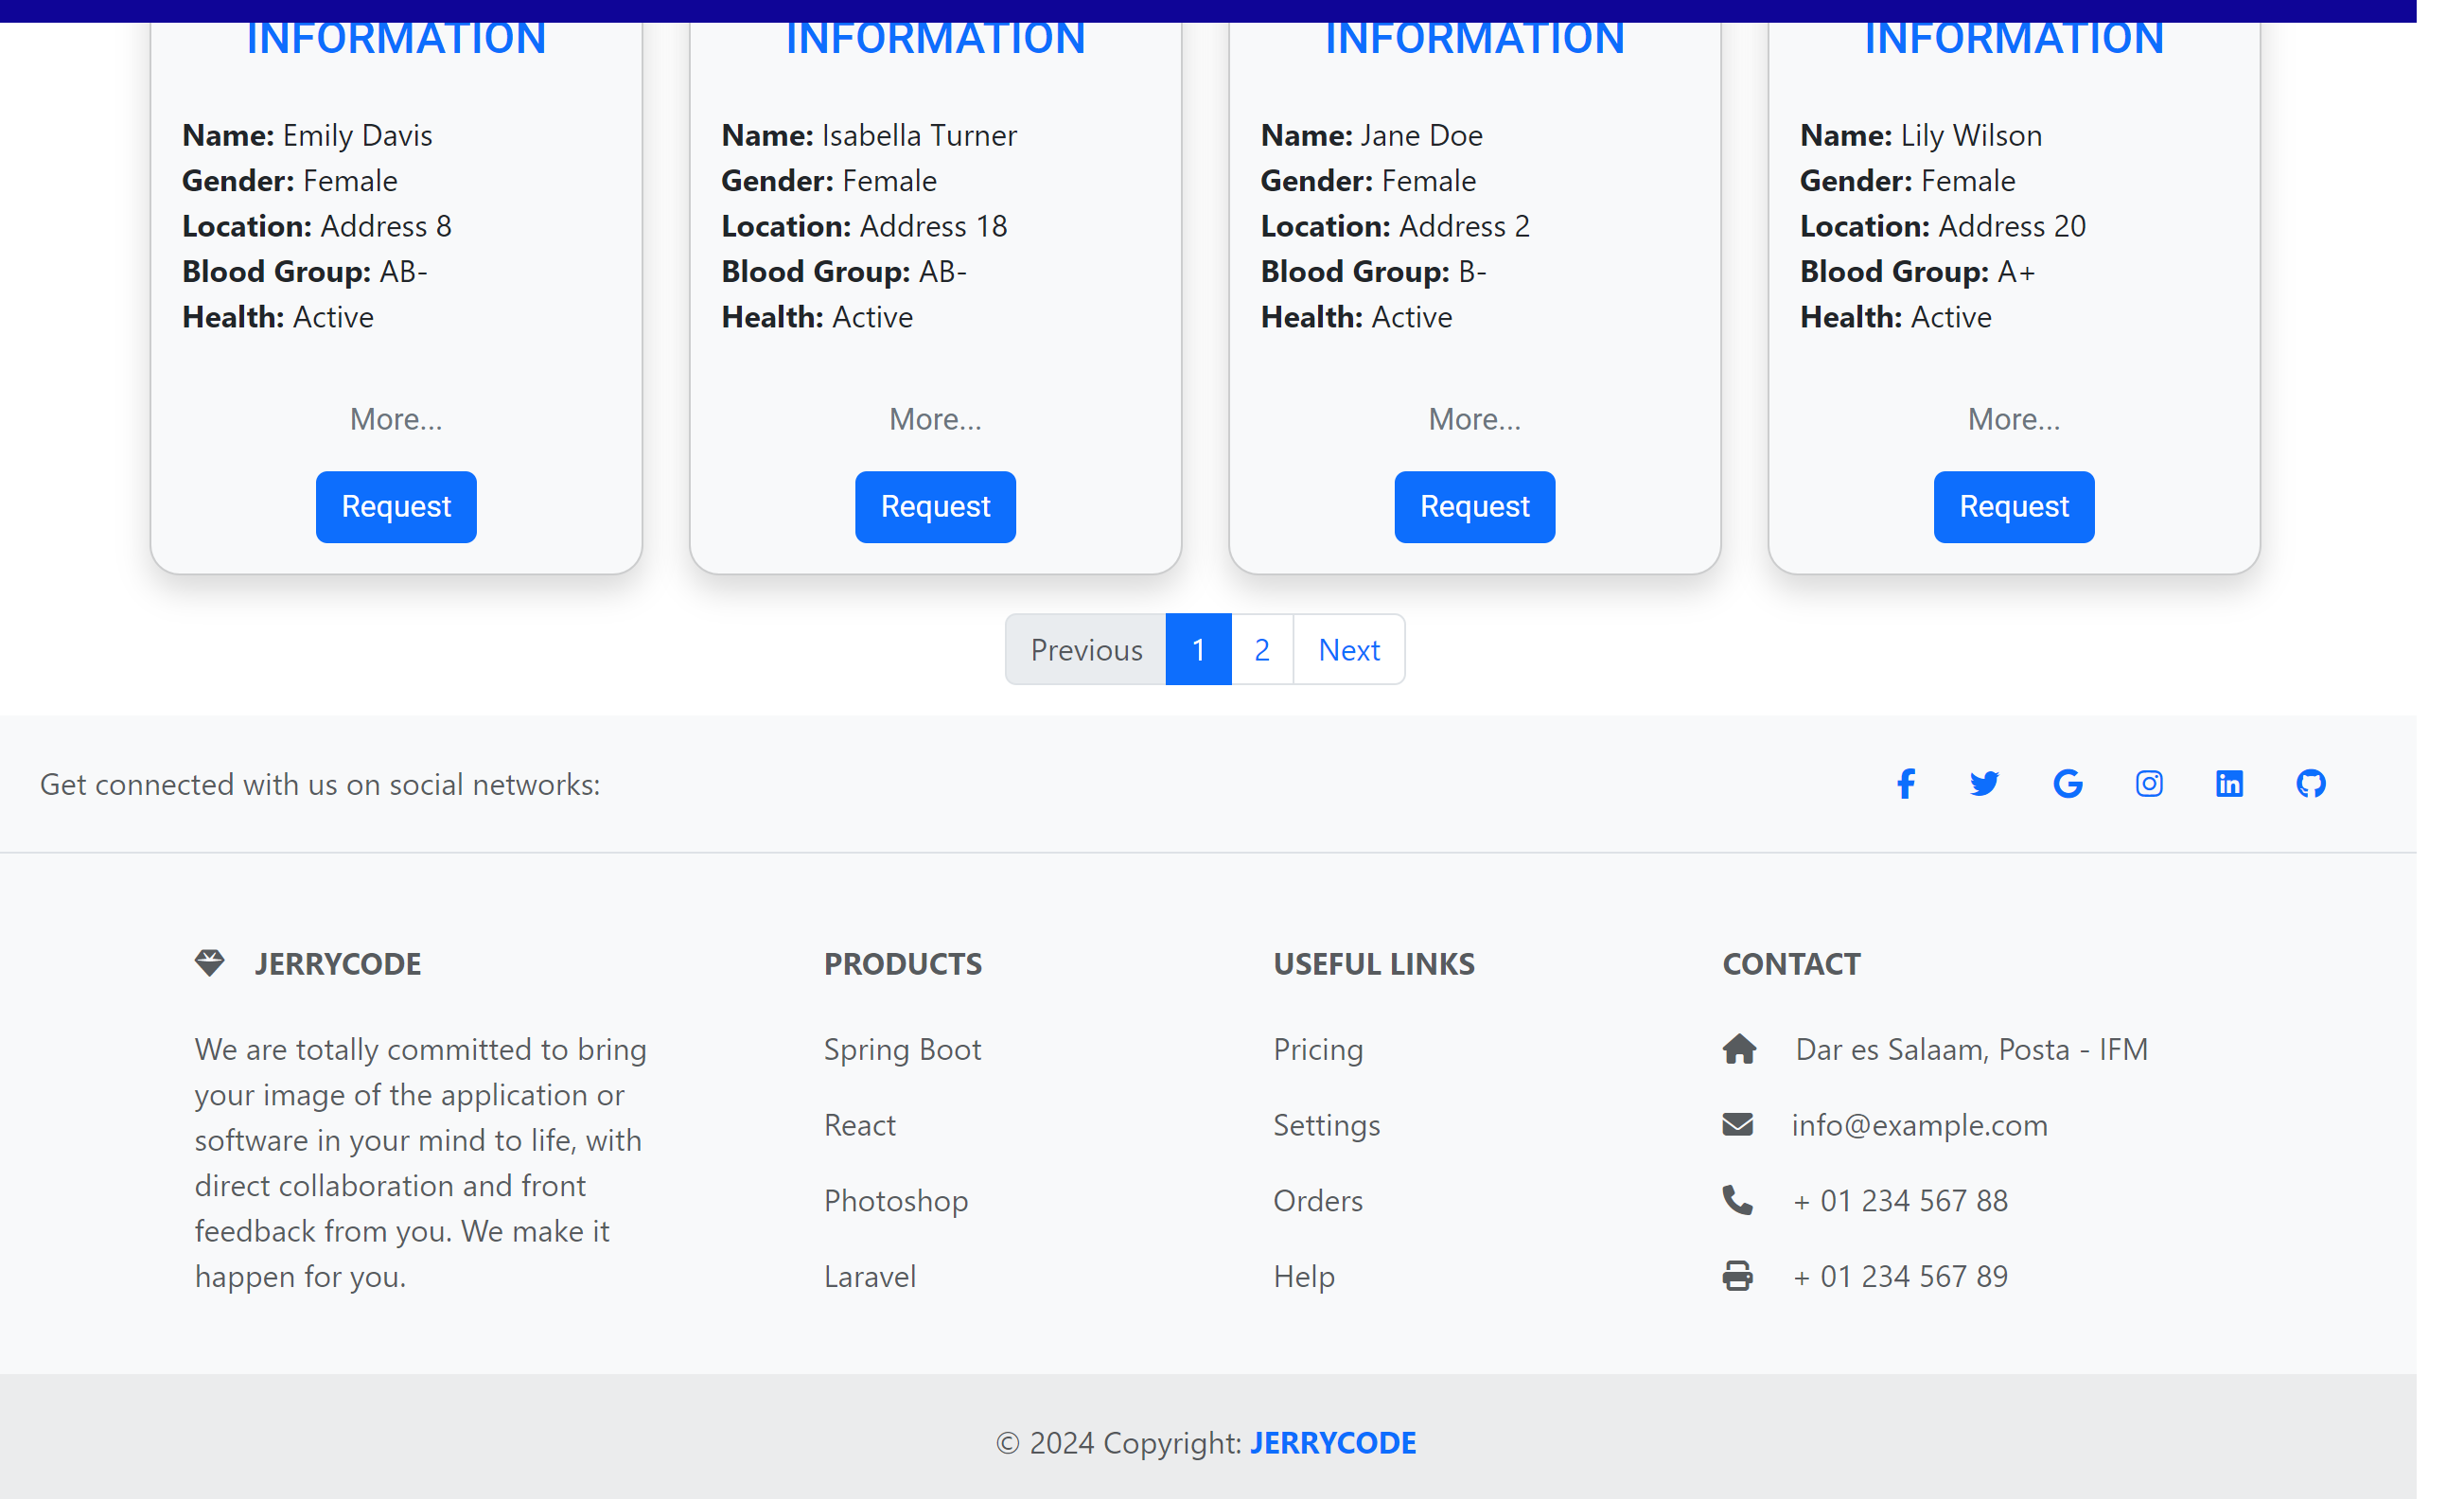 INFORMATION
Name: Emily Davis
Gender: Female
Location: Address 8
Blood Group: AB-
Health: Active
More...
Request
INFORMATION
Name: Isabella Turner
Gender: Female
Location: Address 18
Blood Group: AB-
Health: Active
More...
Request
INFORMATION
Name: Jane Doe
Gender: Female
Location: Address 2
Blood Group: B-
Health: Active
More...
Request
INFORMATION
Name: Lily Wilson
Gender: Female
Location: Address 20
Blood Group: A+
Health: Active
More...
Request
Previous 1 2 Next
Get connected with us on social networks:
JERRYCODE
We are totally committed to bring
your image of the application or
software in your mind to life, with
direct collaboration and front
feedback from you. We make it
happen for you.
PRODUCTS
Spring Boot
React
Photoshop
Laravel
USEFUL LINKS
Pricing
Settings
Orders
Help
CONTACT
Dar es Salaam, Posta - IFM
info@example.com
+ 01 234 567 88
+ 01 234 567 89
© 2024 Copyright: JERRYCODE